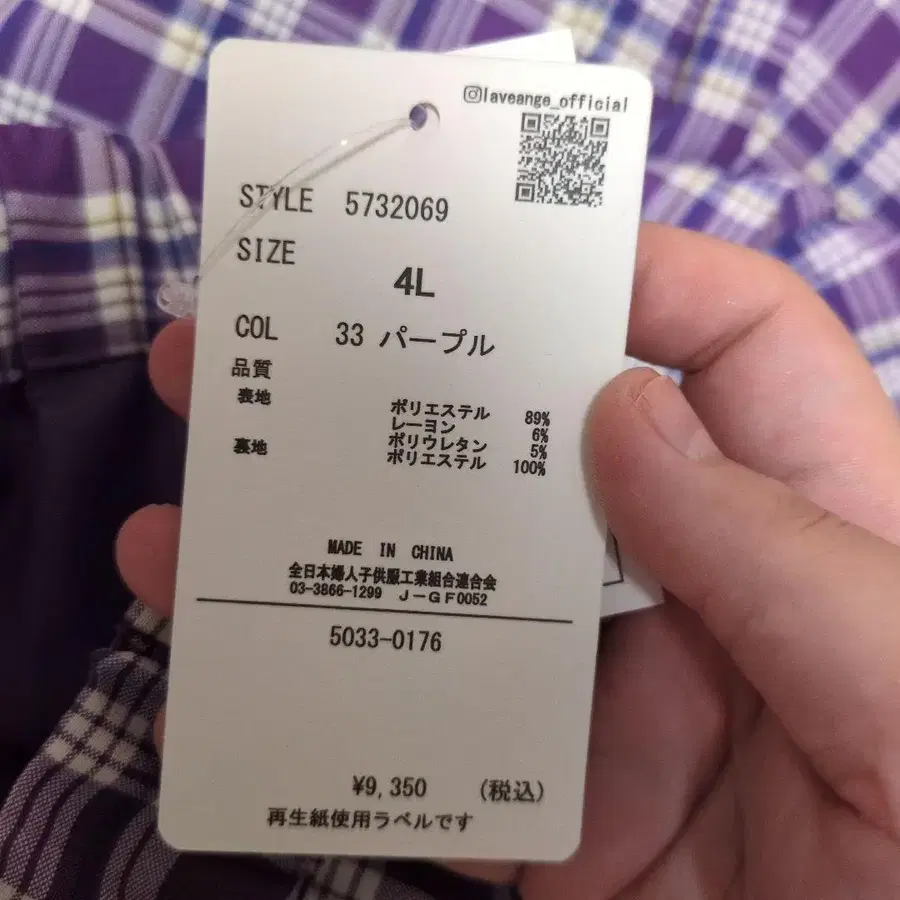 laveange_official
STYLE 5732069
SIZE
4L
COL 33 パープル
品質
表地 ポリエステル 89%
レーヨン 6%
ポリウレタン 5%
裏地 ポリエステル 100%
MADE IN CHINA
全日本婦人子供服工業組合連合会
03-3866-1299 J-GF0052
5033-0176
¥9,350 (税込)
再生紙使用ラベルです